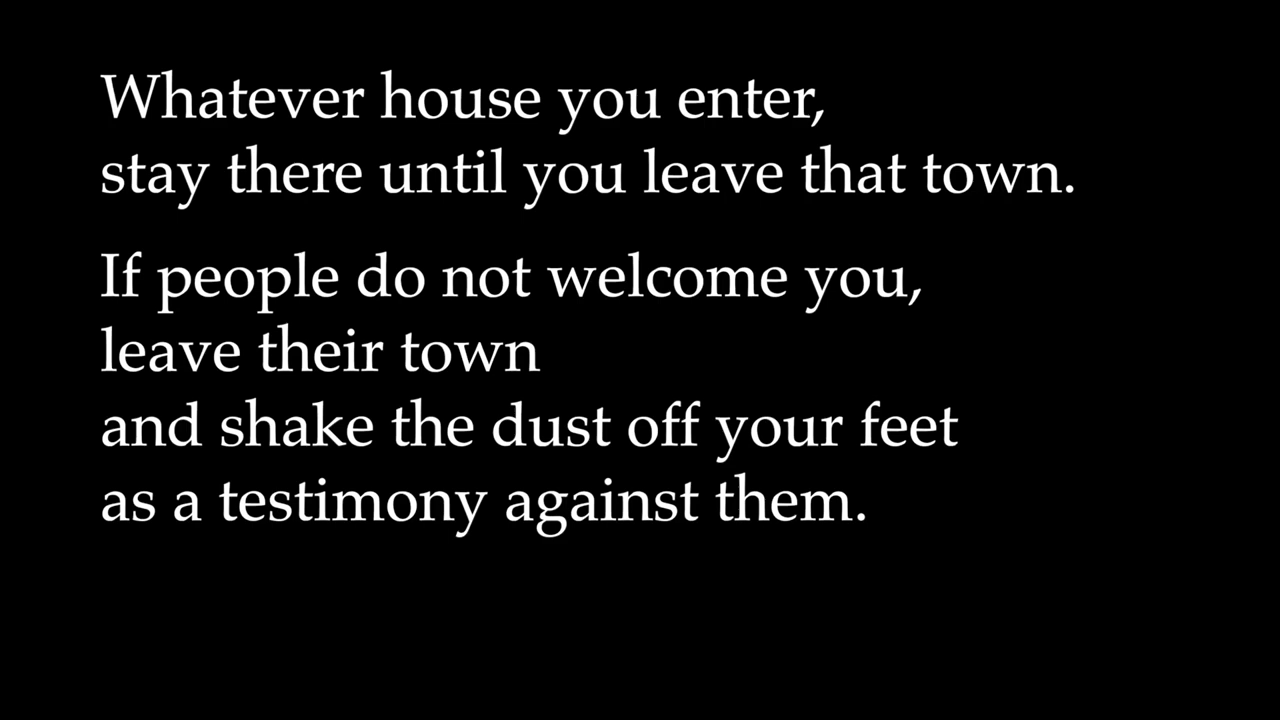 Whatever house you enter,
stay there until you leave that town.
If people do not welcome you,
leave their town
and shake the dust off your feet
as a testimony against them.